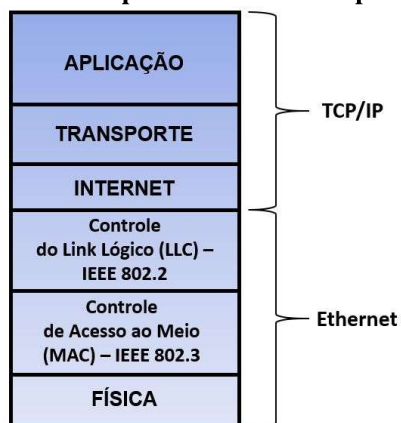 APLICAÇÃO
TRANSPORTE
INTERNET
Controle
do Link Lógico (LLC) –
IEEE 802.2
Controle
de Acesso ao Meio
(MAC) – IEEE 802.3
FÍSICA
TCP/IP
Ethernet